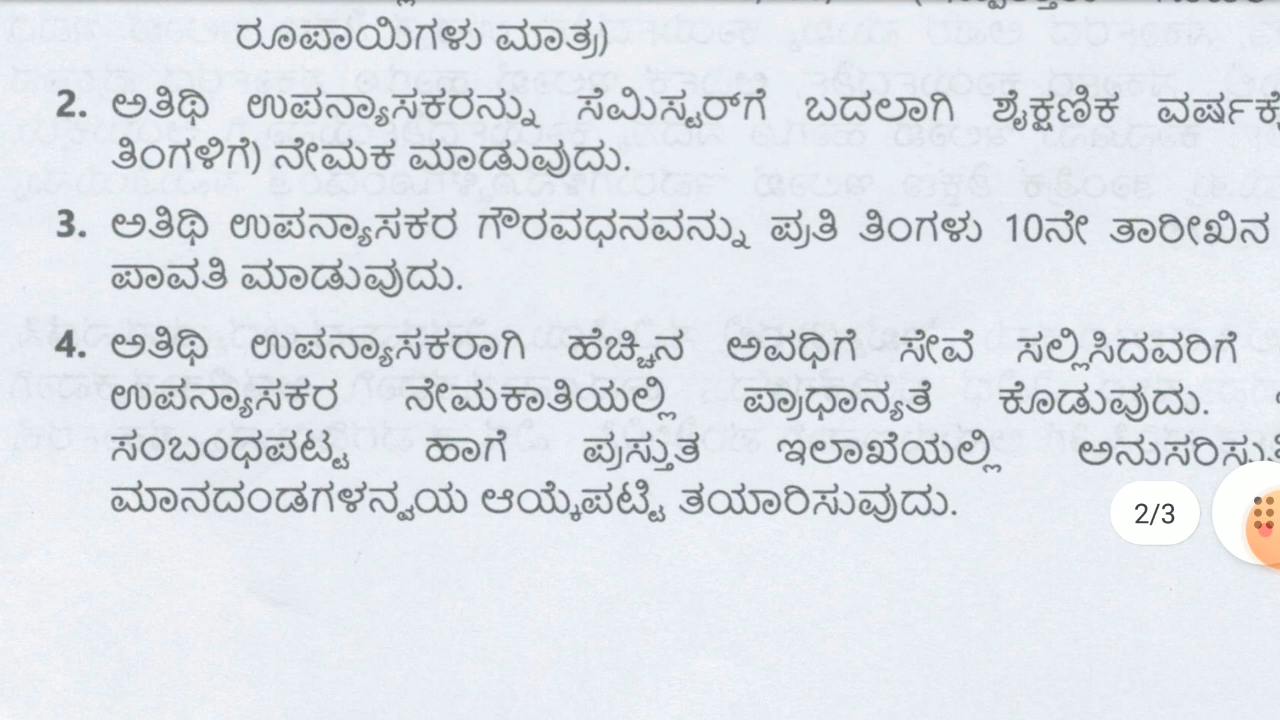 ರೂಪಾಯಿಗಳು ಮಾತ್ರ)
2. ಅತಿಥಿ ಉಪನ್ಯಾಸಕರನ್ನು ಸೆಮಿಸ್ಟರ್‌ಗೆ ಬದಲಾಗಿ ಶೈಕ್ಷಣಿಕ
ತಿಂಗಳಿಗೆ) ನೇಮಕ ಮಾಡುವುದು.
3. ಅತಿಥಿ ಉಪನ್ಯಾಸಕರ ಗೌರವಧನವನ್ನು ಪ್ರತಿ ತಿಂಗಳು 10ನೇ ತಾರೀಖಿನ
ಪಾವತಿ ಮಾಡುವುದು.
4. ಅತಿಥಿ ಉಪನ್ಯಾಸಕರಾಗಿ ಹೆಚ್ಚಿನ ಅವಧಿಗೆ ಸೇವೆ ಸಲ್ಲಿಸಿದವರಿಗೆ
ಉಪನ್ಯಾಸಕರ ನೇಮಕಾತಿಯಲ್ಲಿ ಪ್ರಾಧಾನ್ಯತೆ ಕೊಡುವುದು.
ಸಂಬಂಧಪಟ್ಟ ಹಾಗೆ ಪ್ರಸ್ತುತ ಇಲಾಖೆಯಲ್ಲಿ
ಮಾನದಂಡಗಳನ್ವಯ ಆಯ್ಕೆಪಟ್ಟಿ ತಯಾರಿಸುವುದು.
2/3